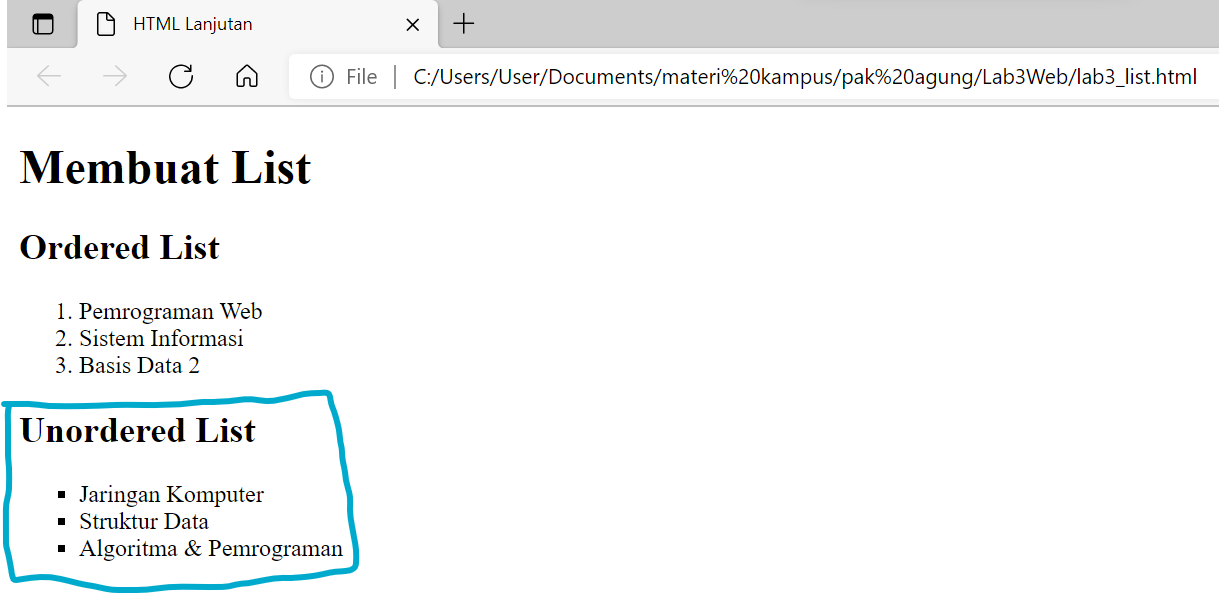 HTML Lanjutan
File C:/Users/User/Documents/materi%20kampus/pak%20agung/Lab3Web/lab3_list.html
Membuat List
Ordered List
1. Pemrograman Web
2. Sistem Informasi
3. Basis Data 2
Unordered List
▪ Jaringan Komputer
▪ Struktur Data
▪ Algoritma & Pemrograman